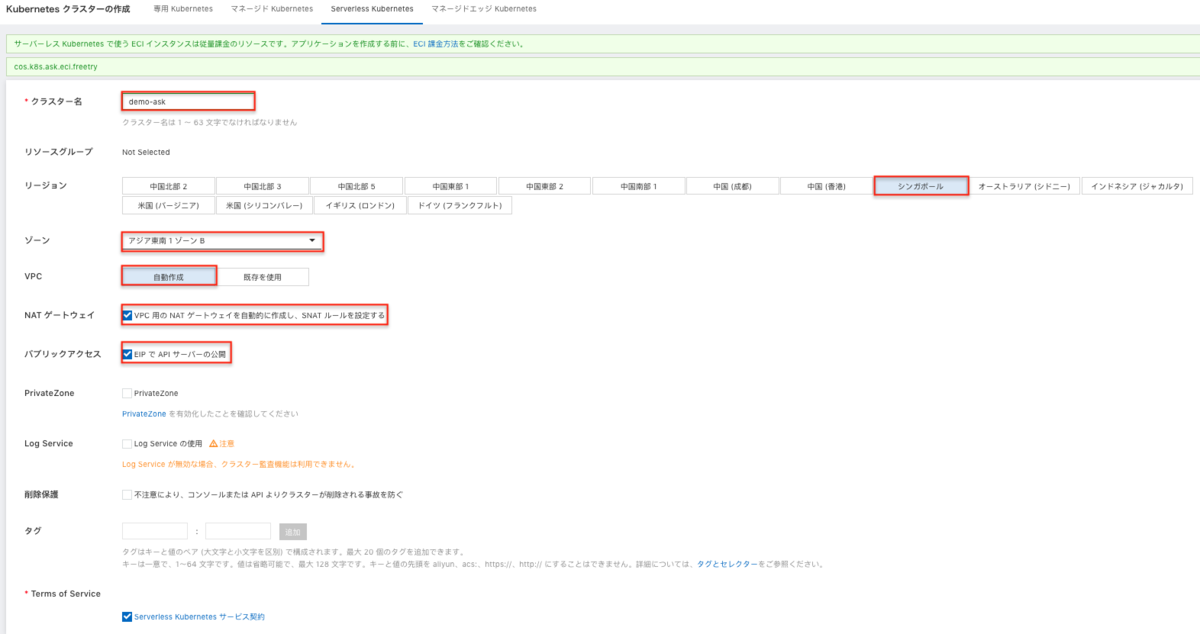 Kubernetes クラスターの作成 専用 Kubernetes マネージド Kubernetes Serverless Kubernetes マネージドエッジ Kubernetes
サーバーレス Kubernetes で使う ECI インスタンスは従量課金のリソースです。アプリケーションを作成する前に、ECI 課金方法をご確認ください。
cos.k8s.ask.eci.freetry
* クラスター名 demo-ask
クラスター名は 1 ~ 63 文字でなければなりません
リソースグループ Not Selected
リージョン 中国北部 2 中国北部 3 中国北部 5 中国東部 1 中国東部 2 中国南部 1 中国 (成都) 中国 (香港) シンガポール オーストラリア (シドニー) インドネシア (ジャカルタ)
米国 (バージニア) 米国 (シリコンバレー) イギリス (ロンドン) ドイツ (フランクフルト)
ゾーン アジア東南 1 ゾーン B
VPC 自動作成 既存を使用
NAT ゲートウェイ VPC 用の NAT ゲートウェイを自動的に作成し、SNAT ルールを設定する
パブリックアクセス EIP で API サーバーの公開
PrivateZone PrivateZone
PrivateZone を有効化したことを確認してください
Log Service Log Service の使用 注意
Log Service が無効な場合、クラスター監査機能は利用できません。
削除保護 不注意により、コンソールまたは API よりクラスターが削除される事故を防ぐ
タグ : 追加
タグはキーと値のペア (大文字と小文字を区別) で構成されます。最大 20 個のタグを追加できます。
キーは一意で、1~64 文字です。値は省略可能で、最大 128 文字です。キーと値の先頭を aliyun、acs:、https://、http:// にすることはできません。詳細については、タグとセレクターをご参照ください。
* Terms of Service
Serverless Kubernetes サービス契約